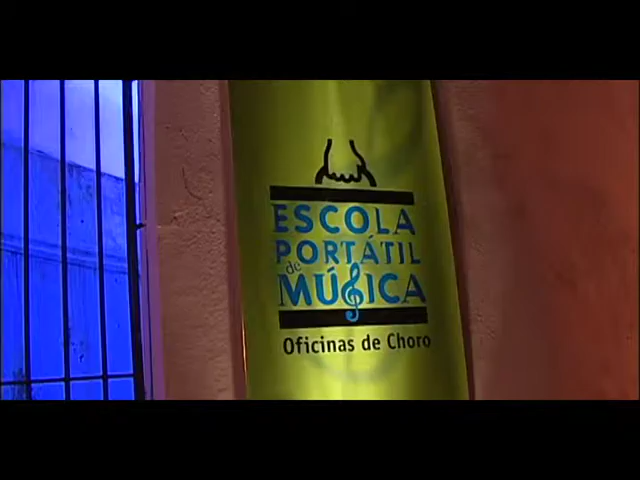 ESCOLA
PORTÁTIL
de
MÚSICA
Oficinas de Choro